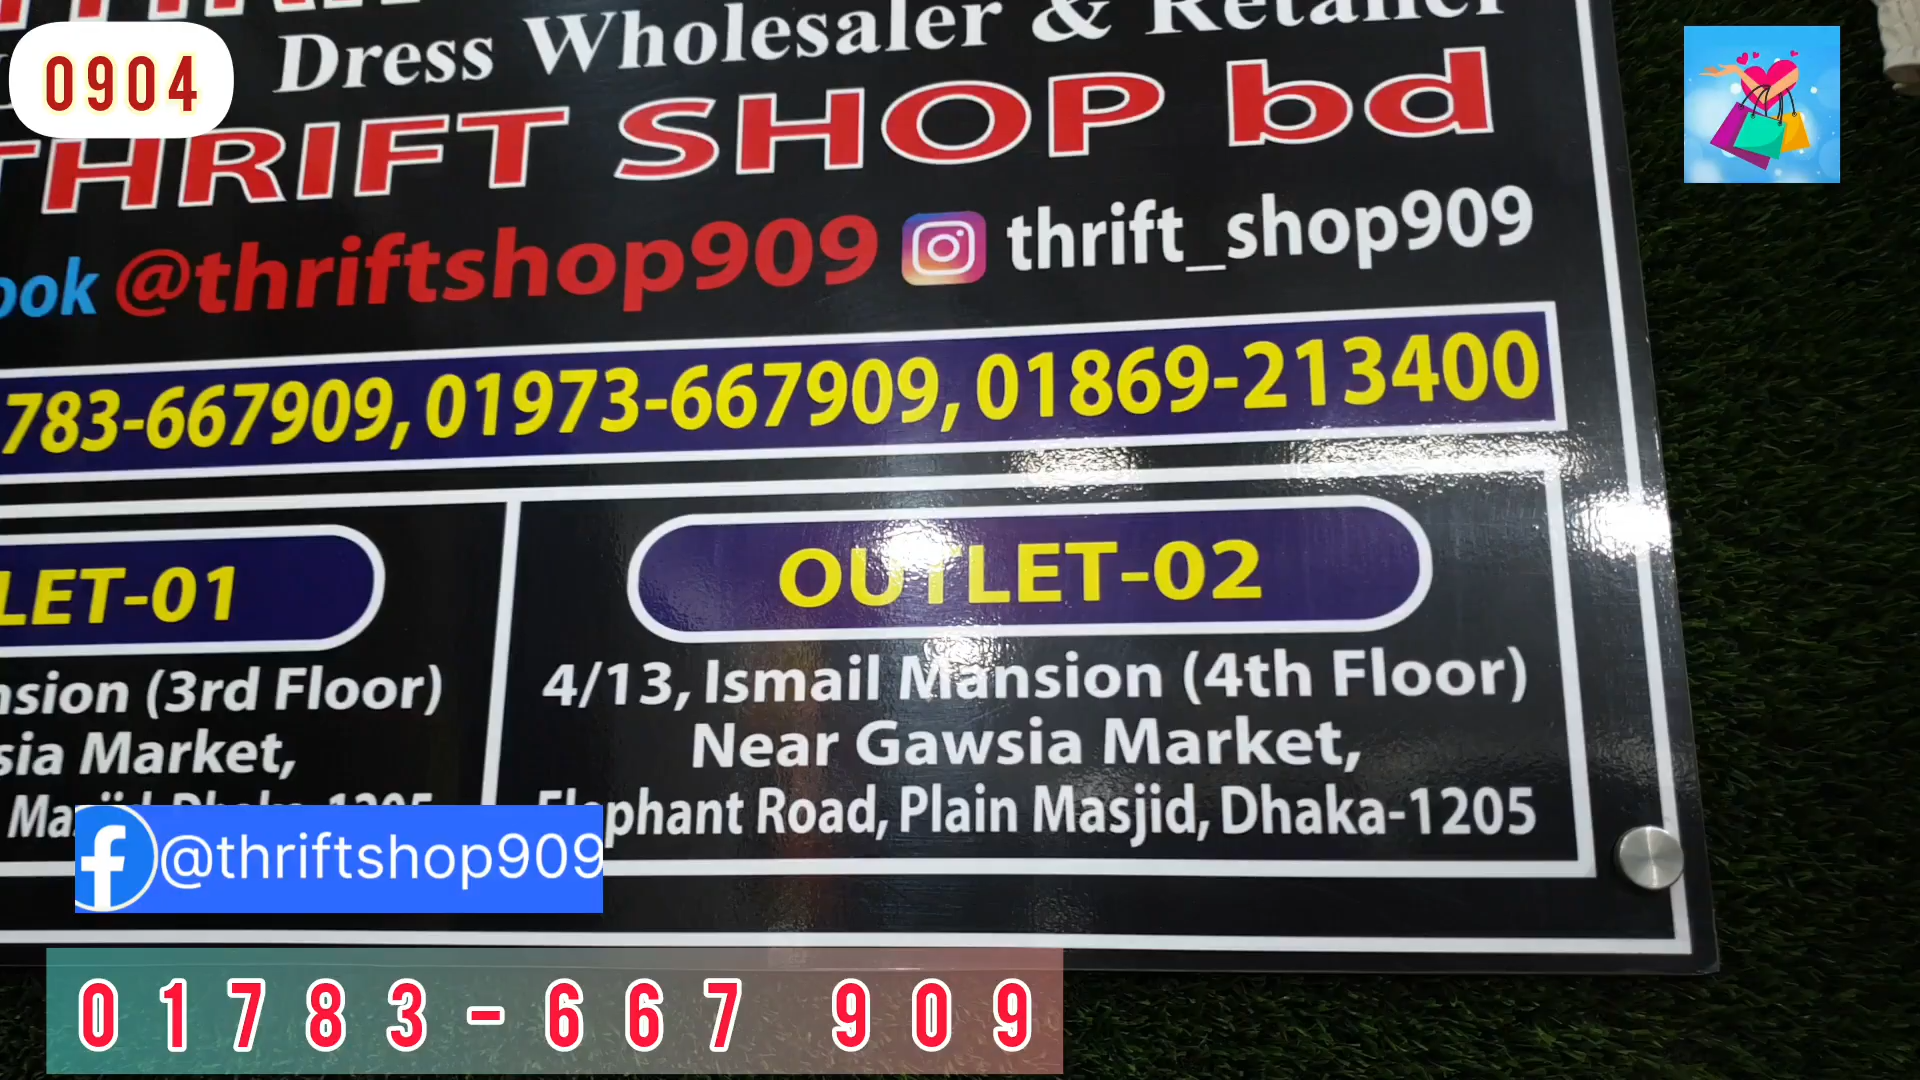 0904
Dress Wholesaler & Retailer
THRIFT SHOP bd
@thriftshop909 thrift_shop909
783-667909, 01973-667909, 01869-213400
OUTLET-02
4/13, Ismail Mansion (4th Floor)
Near Gawsia Market,
Elephant Road, Plain Masjid, Dhaka-1205
LET-01
nsion (3rd Floor)
sia Market,
@thriftshop909
01783-667 909